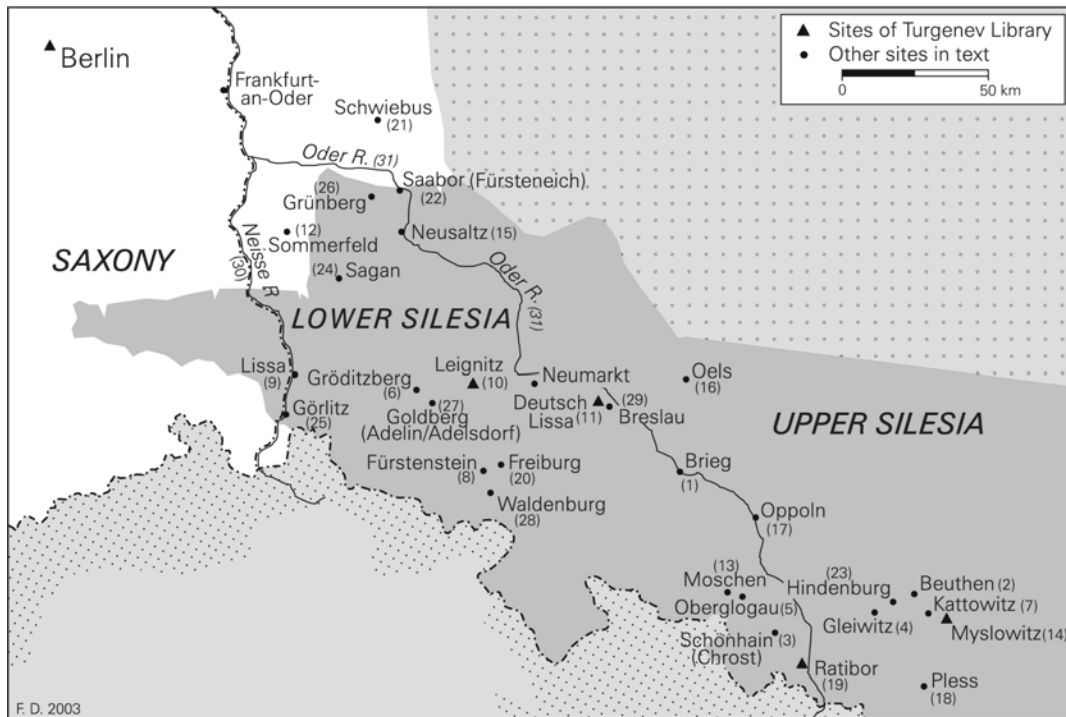 Sites of Turgenev Library
Other sites in text
0 50 km
Berlin
Frankfurt-
an-Oder
Schwiebus
(21)
Oder R. (31)
Saabor (Fürsteneich)
(22)
(26)
Grünberg
(12)
Sommerfeld
Neusaltz (15)
Neisse R
(30)
SAXONY
(24) Sagan
Oder R. (31)
LOWER SILESIA
Lissa
(9)
Gröditzberg
(6)
Leignitz
(10)
Neumarkt
Oels
(16)
Görlitz
(25)
(27)
Goldberg
(Adelin/Adelsdorf)
Deutsch
Lissa (11)
(29)
Breslau
UPPER SILESIA
Fürstenstein
(8)
Freiburg
(20)
Brieg
(1)
Waldenburg
(28)
Oppoln
(17)
(13)
Moschen
Oberglogau (5)
(23)
Hindenburg
Beuthen (2)
Kattowitz (7)
Gleiwitz (4)
Myslowitz (14)
Schönhain (3)
(Chrost)
Ratibor
(19)
Pless
(18)
F. D. 2003